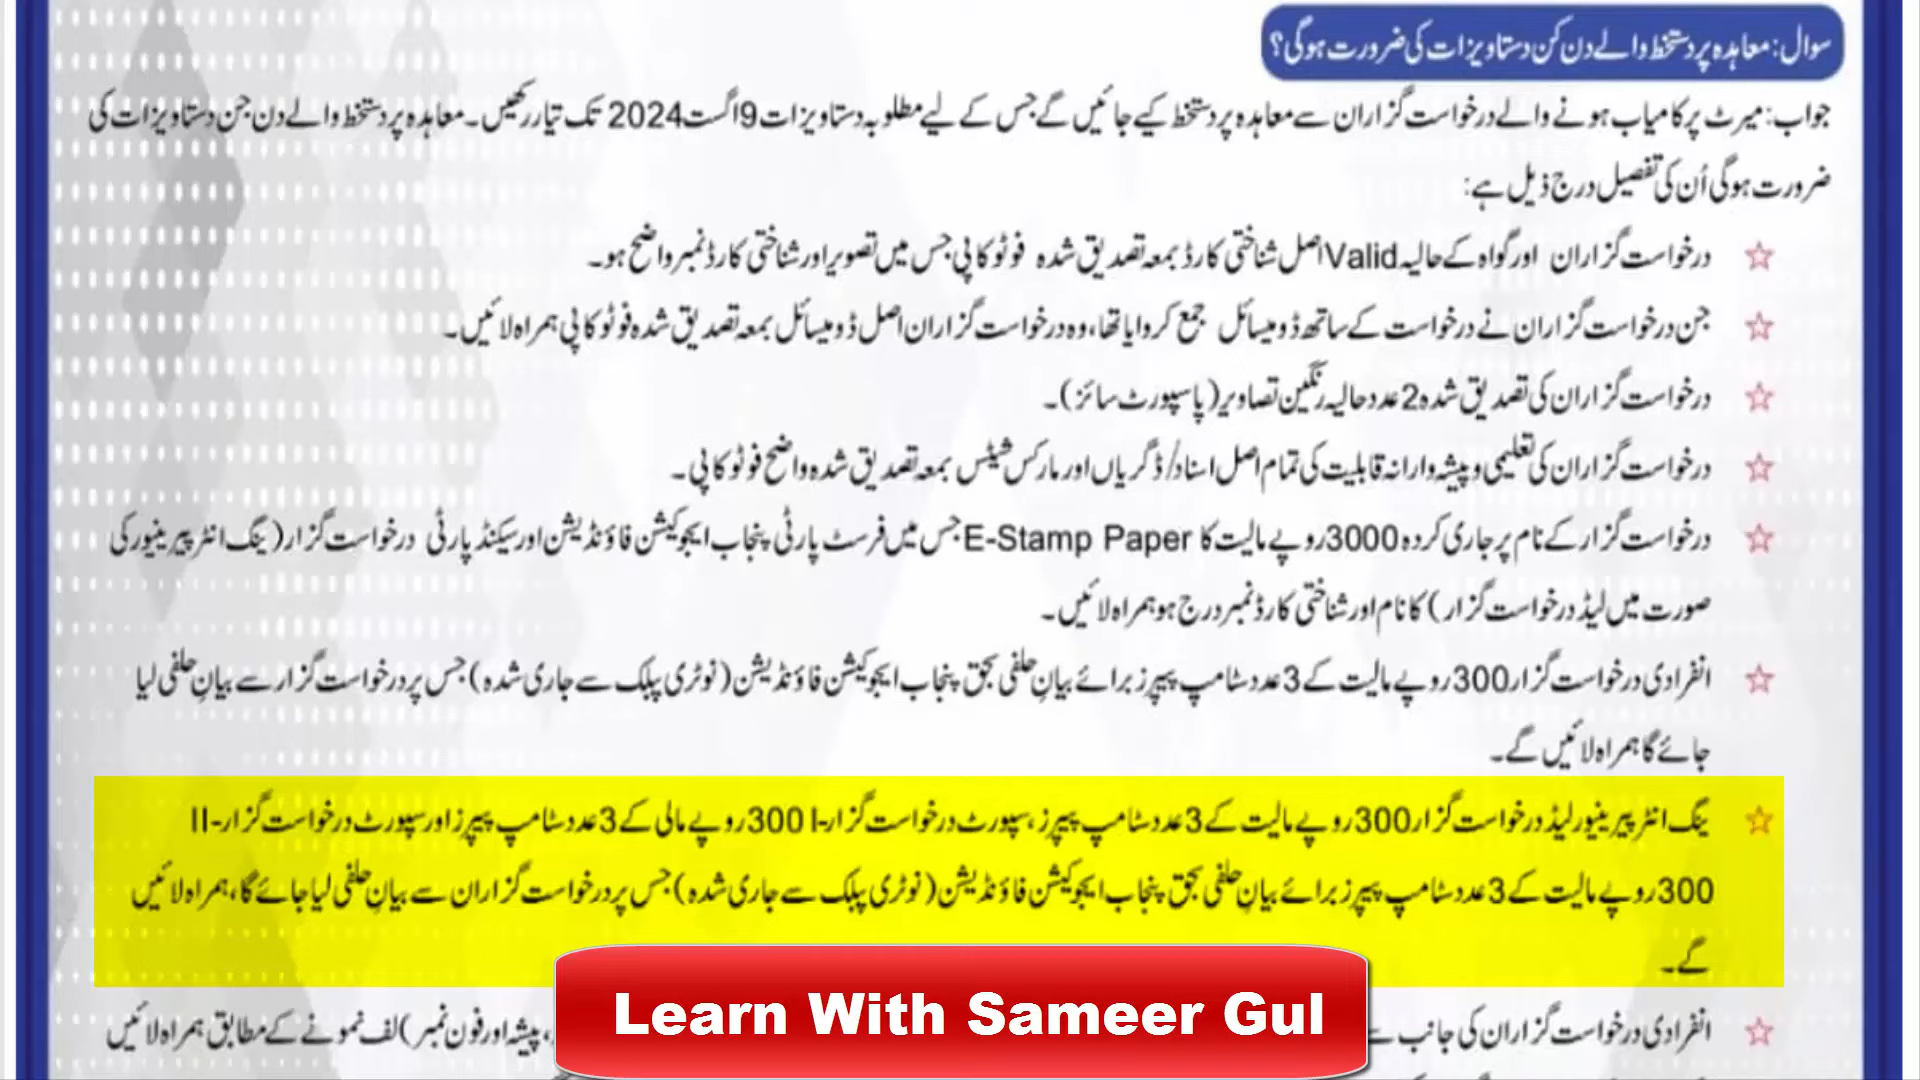 سوال: معاہدہ پر دستخط والے دن کن دستاویزات کی ضرورت ہوگی؟
جواب: میرٹ پر کامیاب ہونے والے درخواست گزاران سے معاہدہ پر دستخط کیے جائیں گے جس کے لیے مطلوبہ دستاویزات 9 اگست 2024 تک تیار رکھیں۔ معاہدہ پر دستخط والے دن جن دستاویزات کی
ضرورت ہوگی اُن کی تفصیل درج ذیل ہے:
☆ درخواست گزاران اور گواہ کے حالیہ Valid اصل شناختی کارڈ بمعہ تصدیق شدہ فوٹو کاپی جس میں تصویر اور شناختی کارڈ نمبر واضح ہو۔
☆ جن درخواست گزاران نے درخواست کے ساتھ ڈومیسائل جمع کروایا تھا، وہ درخواست گزاران اصل ڈومیسائل بمعہ تصدیق شدہ فوٹو کاپی ہمراہ لائیں۔
☆ درخواست گزاران کی تصدیق شدہ 2 عدد حالیہ رنگین تصاویر (پاسپورٹ سائز)۔
☆ درخواست گزاران کی تعلیمی و پیشہ وارانہ قابلیت کی تمام اصل اسناد/ڈگریاں اور مارکس شیٹس بمعہ تصدیق شدہ واضح فوٹو کاپی۔
☆ درخواست گزار کے نام پر جاری کردہ 3000 روپے مالیت کا E-Stamp Paper جس میں فرسٹ پارٹی پنجاب ایجوکیشن فاؤنڈیشن اور سیکنڈ پارٹی درخواست گزار (ینگ انٹرپرینیور کی
صورت میں لیڈ درخواست گزار) کا نام اور شناختی کارڈ نمبر درج ہو ہمراہ لائیں۔
☆ انفرادی درخواست گزار 300 روپے مالیت کے 3 عدد سٹامپ پیپرز برائے بیانِ حلفی بحق پنجاب ایجوکیشن فاؤنڈیشن (نوٹری پبلک سے جاری شدہ) جس پر درخواست گزار سے بیانِ حلفی لیا
جائے گا ہمراہ لائیں گے۔
☆ ینگ انٹرپرینیور لیڈ درخواست گزار 300 روپے مالیت کے 3 عدد سٹامپ پیپرز، سپورٹ درخواست گزار-I 300 روپے مالی کے 3 عدد سٹامپ پیپرز اور سپورٹ درخواست گزار-II
300 روپے مالیت کے 3 عدد سٹامپ پیپرز برائے بیانِ حلفی بحق پنجاب ایجوکیشن فاؤنڈیشن (نوٹری پبلک سے جاری شدہ) جس پر درخواست گزاران سے بیانِ حلفی لیا جائے گا، ہمراہ لائیں
گے۔
☆ انفرادی درخواست گزاران کی جانب سے ، پیشہ اور فون نمبر) لف نمونے کے مطابق ہمراہ لائیں
Learn With Sameer Gul